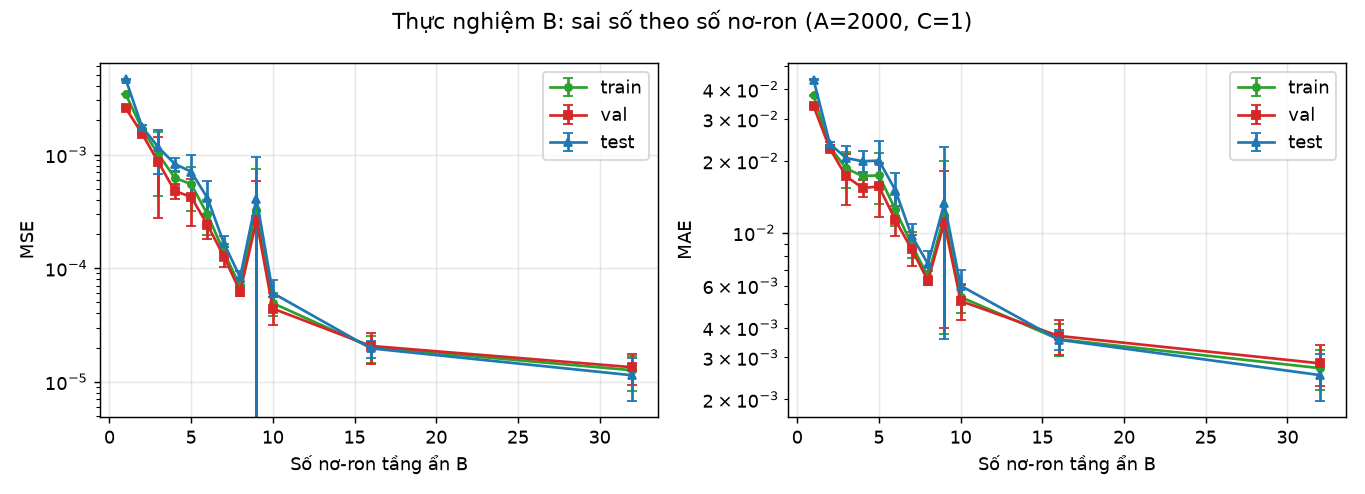 Thực nghiệm B: sai số theo số nơ-ron (A=2000, C=1)
MSE
10⁻³
10⁻⁴
10⁻⁵
0 5 10 15 20 25 30
Số nơ-ron tầng ẩn B
train
val
test
MAE
4 × 10⁻²
3 × 10⁻²
2 × 10⁻²
10⁻²
6 × 10⁻³
4 × 10⁻³
3 × 10⁻³
2 × 10⁻³
0 5 10 15 20 25 30
Số nơ-ron tầng ẩn B
train
val
test